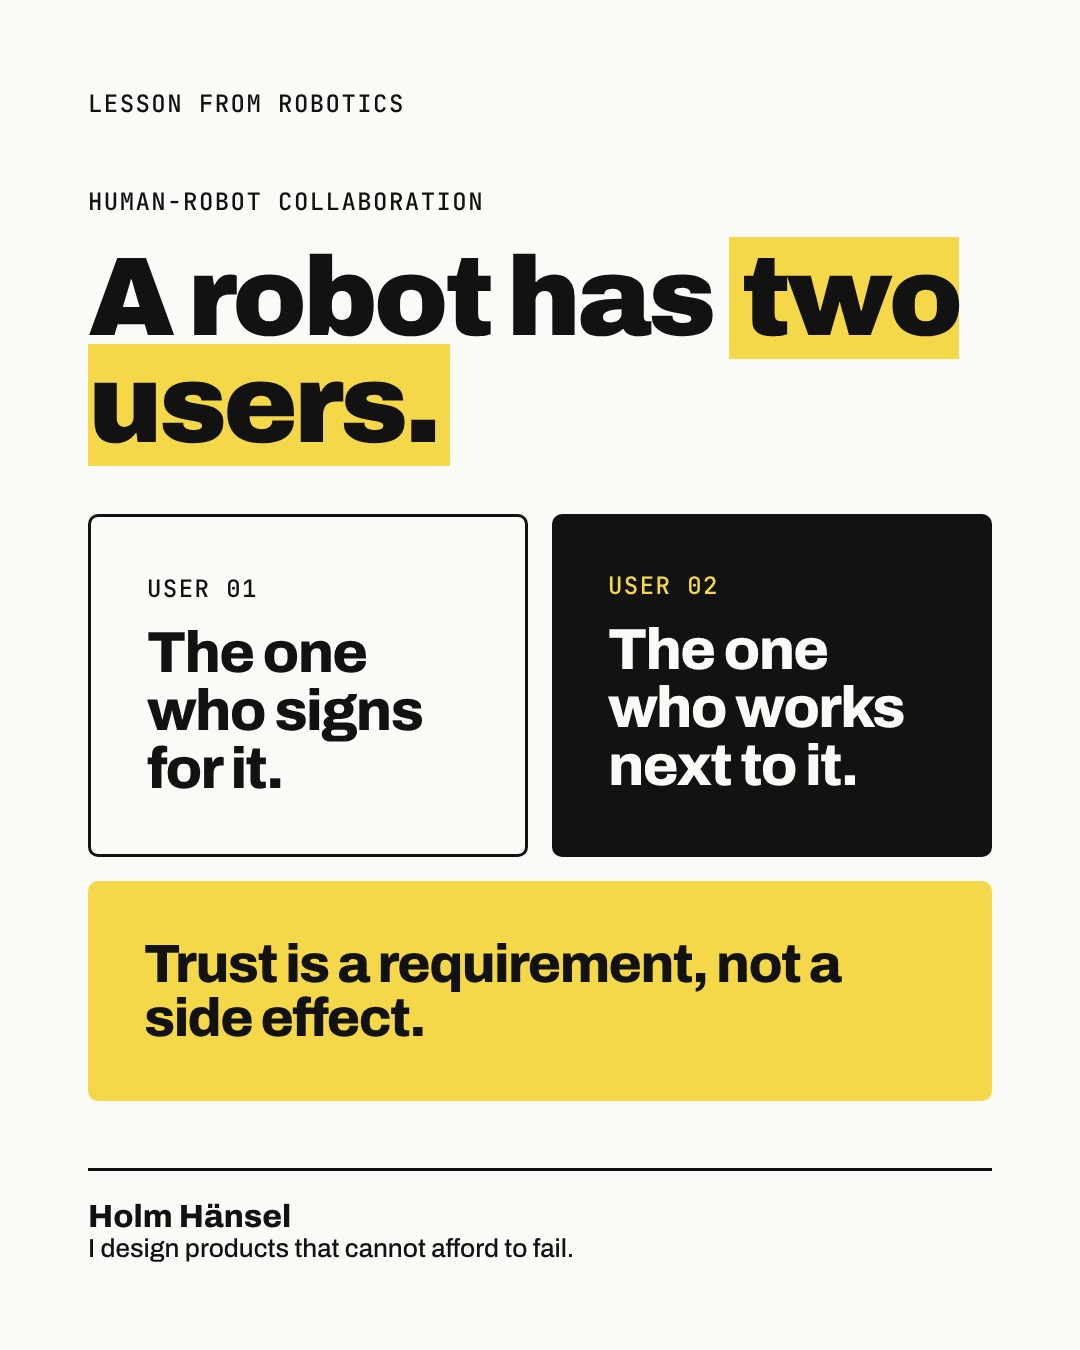 LESSON FROM ROBOTICS
HUMAN-ROBOT COLLABORATION
A robot has two
users.
USER 01
The one
who signs
for it.
USER 02
The one
who works
next to it.
Trust is a requirement, not a
side effect.
Holm Hänsel
I design products that cannot afford to fail.